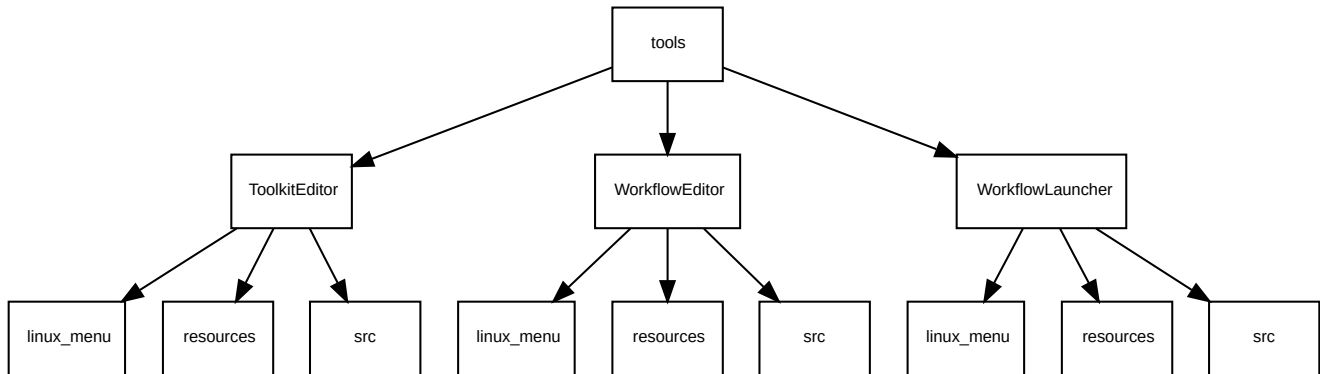 tools
ToolkitEditor
WorkflowEditor
WorkflowLauncher
linux_menu
resources
src
linux_menu
resources
src
linux_menu
resources
src